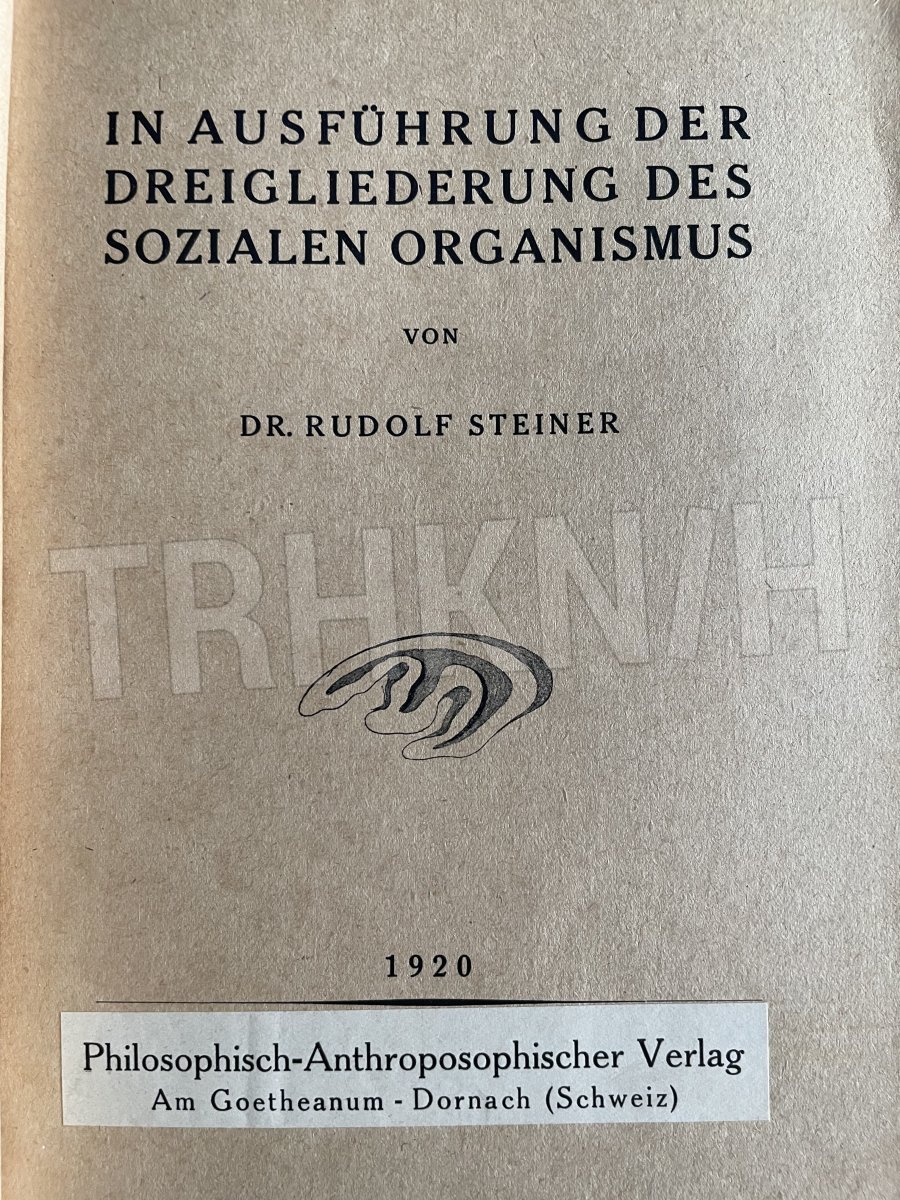 IN AUSFÜHRUNG DER
DREIGLIEDERUNG DES
SOZIALEN ORGANISMUS
VON
DR. RUDOLF STEINER
TRHKN/H
1920
Philosophisch-Anthroposophischer Verlag
Am Goetheanum - Dornach (Schweiz)